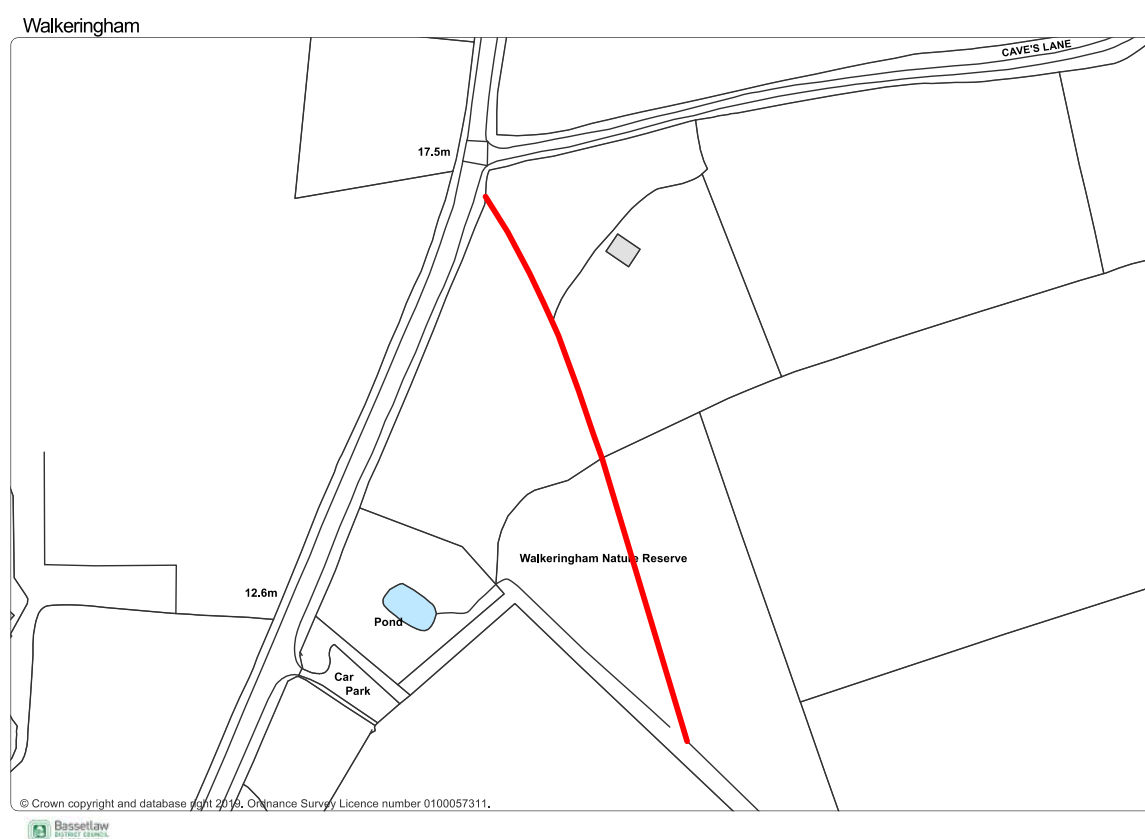 Walkeringham
CAVE'S LANE
17.5m
Walkeringham Nature Reserve
12.6m
Pond
Car
Park
© Crown copyright and database right 2019. Ordnance Survey Licence number 0100057311.
Bassetlaw
DISTRICT COUNCIL